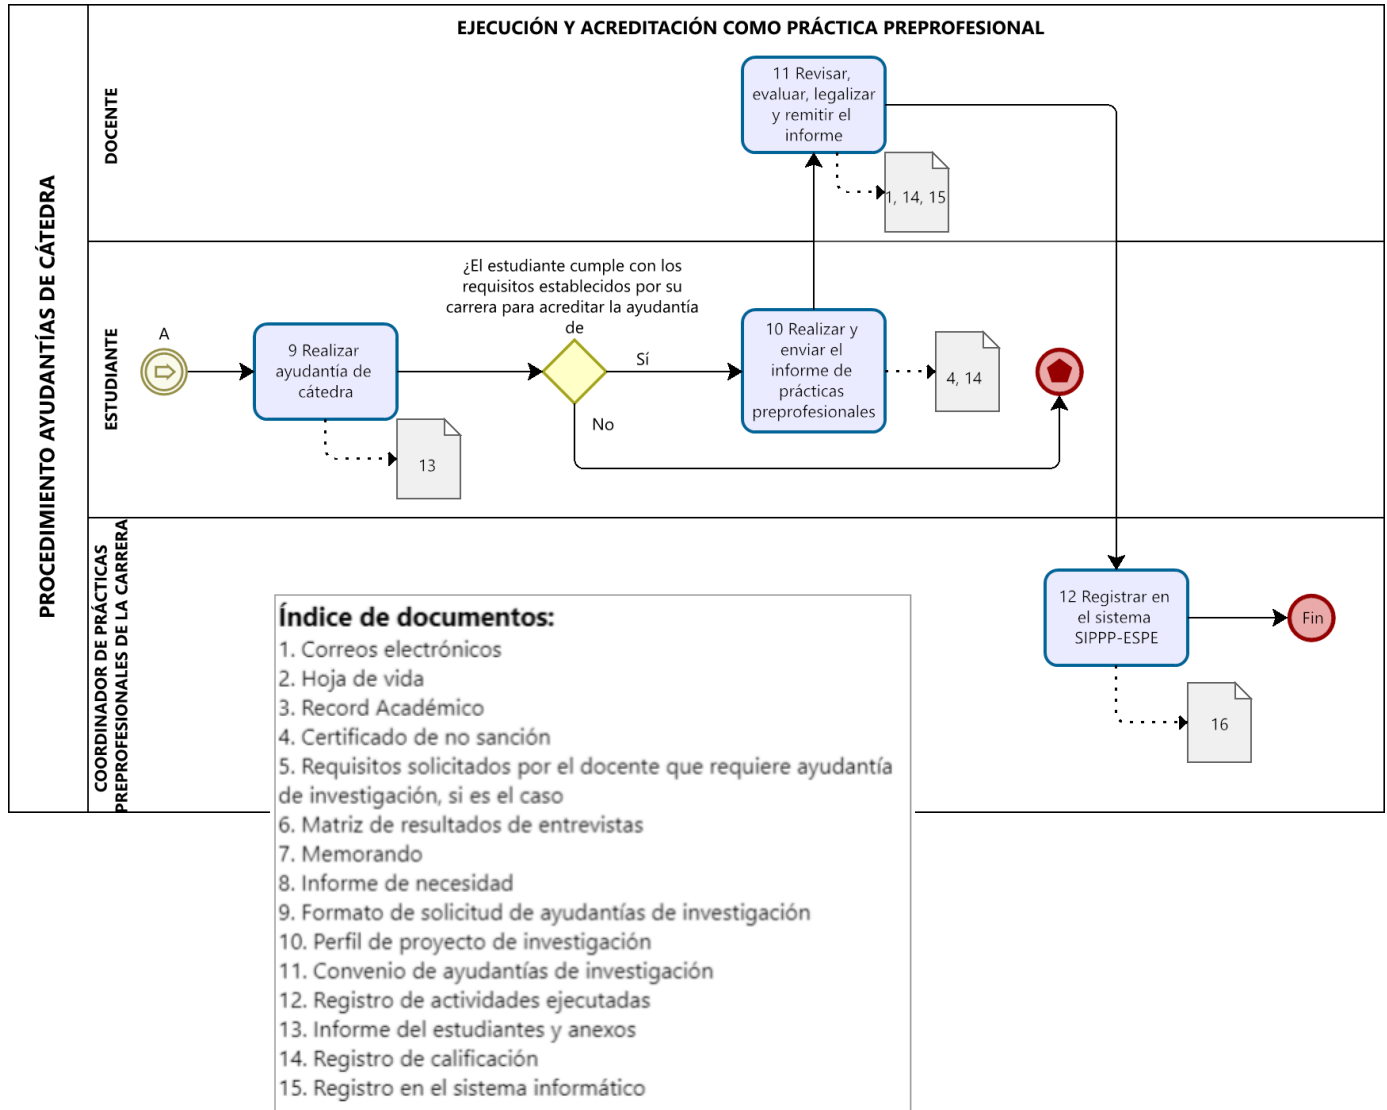 EJECUCIÓN Y ACREDITACIÓN COMO PRÁCTICA PREPROFESIONAL
PROCEDIMIENTO AYUDANTÍAS DE CÁTEDRA
DOCENTE
11 Revisar,
evaluar, legalizar
y remitir el
informe
1, 14, 15
ESTUDIANTE
A
9 Realizar
ayudantía de
cátedra
13
¿El estudiante cumple con los
requisitos establecidos por su
carrera para acreditar la ayudantía
de
Sí
No
10 Realizar y
enviar el
informe de
prácticas
preprofesionales
4, 14
COORDINADOR DE PRÁCTICAS
PREPROFESIONALES DE LA CARRERA
12 Registrar en
el sistema
SIPPP-ESPE
Fin
16
Índice de documentos:
1. Correos electrónicos
2. Hoja de vida
3. Record Académico
4. Certificado de no sanción
5. Requisitos solicitados por el docente que requiere ayudantía
de investigación, si es el caso
6. Matriz de resultados de entrevistas
7. Memorando
8. Informe de necesidad
9. Formato de solicitud de ayudantías de investigación
10. Perfil de proyecto de investigación
11. Convenio de ayudantías de investigación
12. Registro de actividades ejecutadas
13. Informe del estudiantes y anexos
14. Registro de calificación
15. Registro en el sistema informático